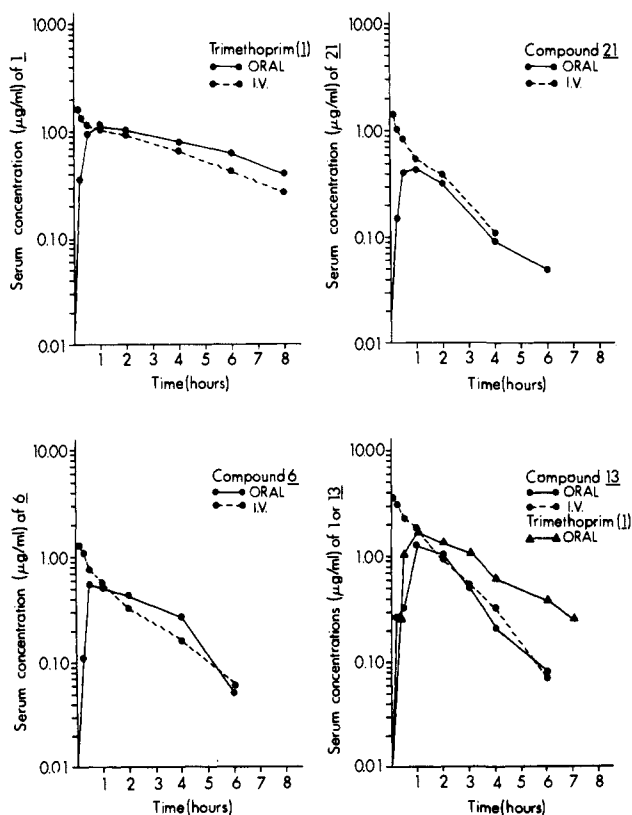 10.00
1.00
0.10
0.01
Serum concentration (µg/ml) of 1
Trimethoprim (1)
ORAL
I.V.
1 2 3 4 5 6 7 8
Time(hours)
10.00
1.00
0.10
0.01
Serum concentration (µg/ml) of 21
Compound 21
ORAL
I.V.
1 2 3 4 5 6 7 8
Time(hours)
10.00
1.00
0.10
0.01
Serum concentration (µg/ml) of 6
Compound 6
ORAL
I.V.
1 2 3 4 5 6 7 8
Time(hours)
1000
1.00
0.10
0.01
Serum concentrations (µg/ml) of 1 or 13
Compound 13
ORAL
I.V.
Trimethoprim (1)
ORAL
1 2 3 4 5 6 7 8
Time(hours)